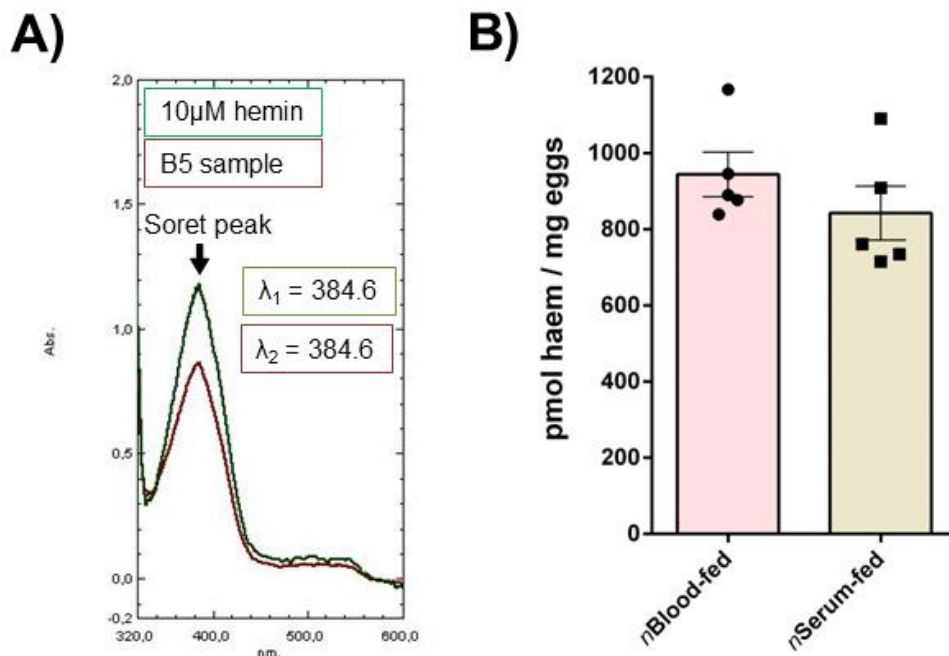 A)
2,0
10µM hemin
B5 sample
1,5
Soret peak
λ1 = 384.6
1,0
λ2 = 384.6
Abs.
0,5
0,0
-0,2
320,0 400,0 500,0 600,0
nm.
B)
1200
1000
800
600
400
200
0
pmol haem / mg eggs
nBlood-fed
nSerum-fed